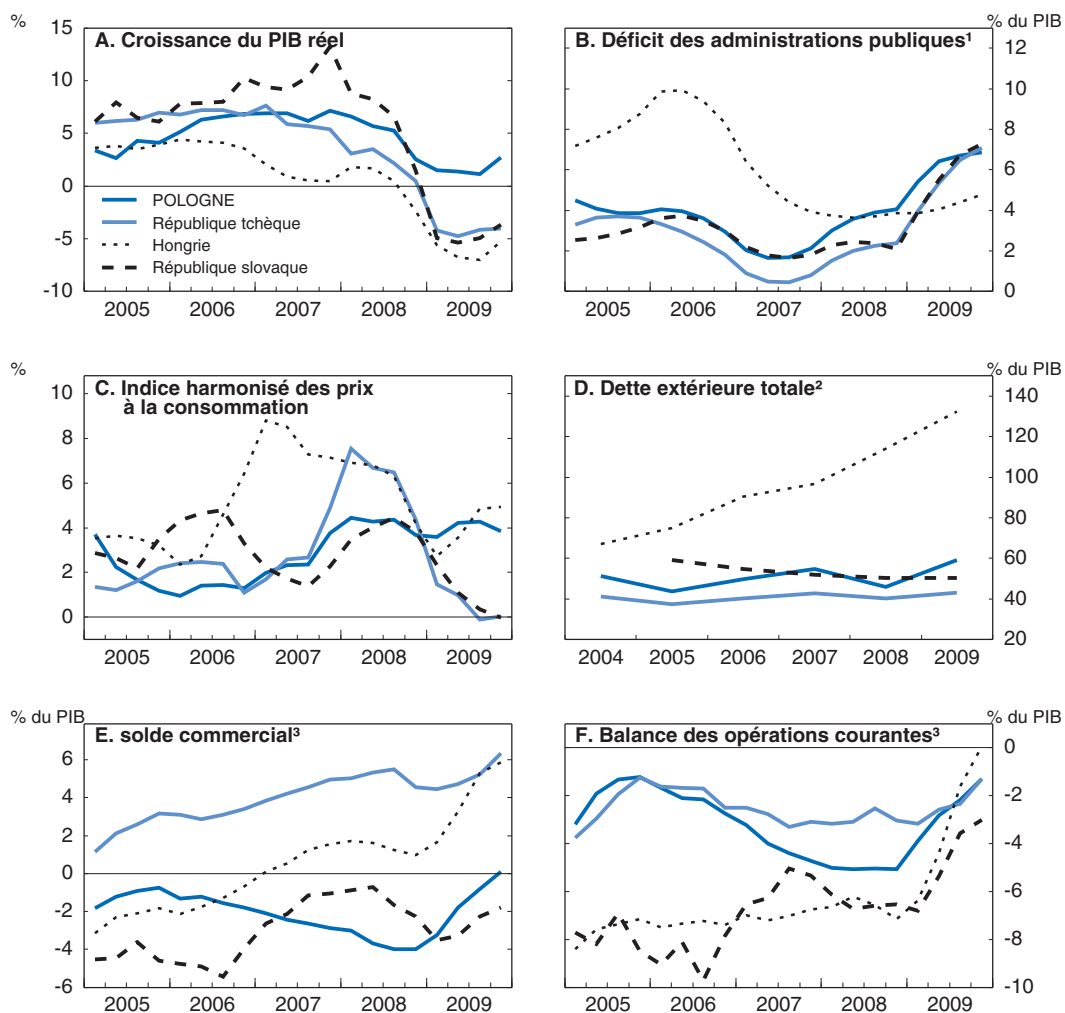 %
A. Croissance du PIB réel
15
10
5
0
-5
-10
POLOGNE
République tchèque
Hongrie
République slovaque
2005 2006 2007 2008 2009
% du PIB
B. Déficit des administrations publiques¹
12
10
8
6
4
2
0
2005 2006 2007 2008 2009
%
C. Indice harmonisé des prix
à la consommation
10
8
6
4
2
0
2005 2006 2007 2008 2009
% du PIB
D. Dette extérieure totale²
140
120
100
80
60
40
20
2004 2005 2006 2007 2008 2009
% du PIB
E. solde commercial³
6
4
2
0
-2
-4
-6
2005 2006 2007 2008 2009
% du PIB
F. Balance des opérations courantes³
0
-2
-4
-6
-8
-10
2005 2006 2007 2008 2009